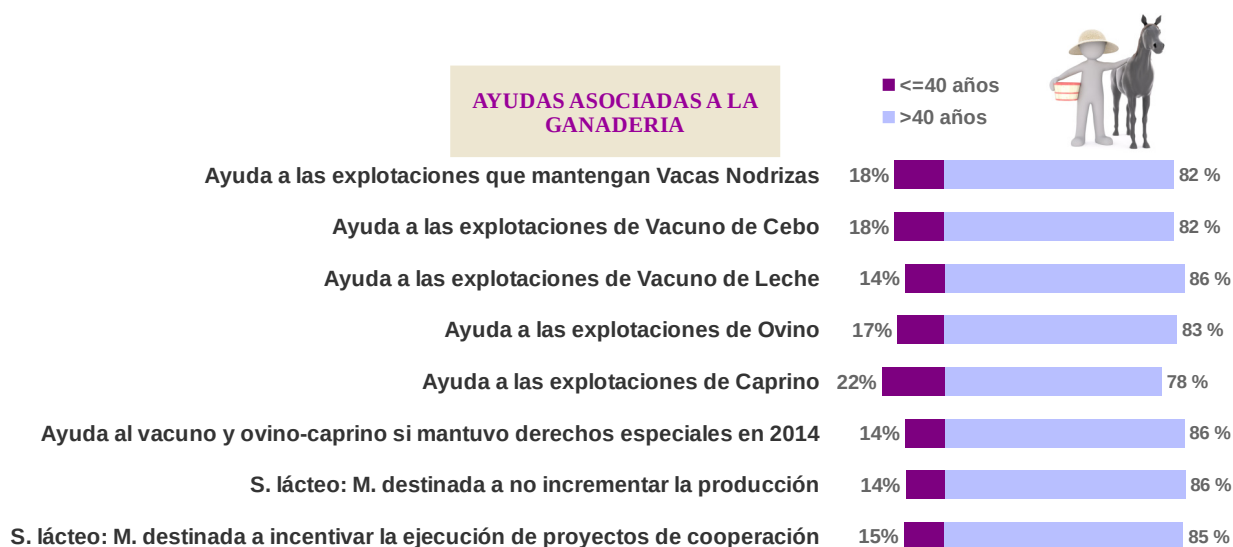 AYUDAS ASOCIADAS A LA
GANADERIA
<=40 años
>40 años
Ayuda a las explotaciones que mantengan Vacas Nodrizas 18% 82 %
Ayuda a las explotaciones de Vacuno de Cebo 18% 82 %
Ayuda a las explotaciones de Vacuno de Leche 14% 86 %
Ayuda a las explotaciones de Ovino 17% 83 %
Ayuda a las explotaciones de Caprino 22% 78 %
Ayuda al vacuno y ovino-caprino si mantuvo derechos especiales en 2014 14% 86 %
S. lácteo: M. destinada a no incrementar la producción 14% 86 %
S. lácteo: M. destinada a incentivar la ejecución de proyectos de cooperación 15% 85 %